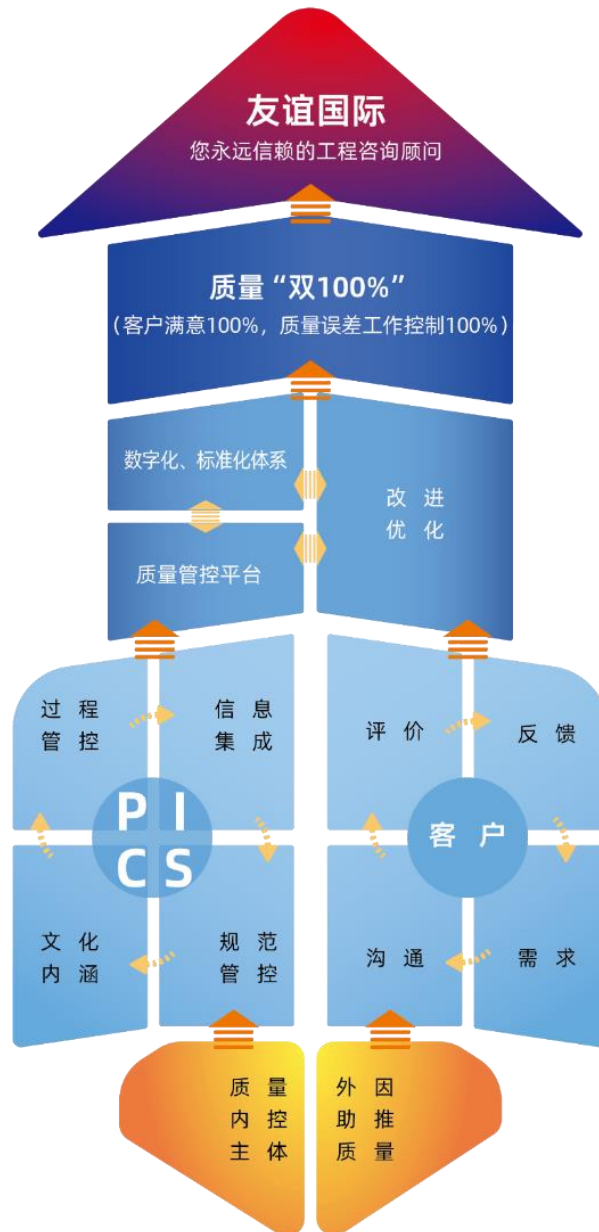 友谊国际
您永远信赖的工程咨询顾问
质量“双100%”
(客户满意100%，质量误差工作控制100%)
数字化、标准化体系
质量管控平台
改 进
优 化
过 程
管 控
信 息
集 成
P I
C S
文 化
内 涵
规 范
管 控
评 价
反 馈
客 户
沟 通
需 求
质 量
内 控
主 体
外 因
助 推
质 量